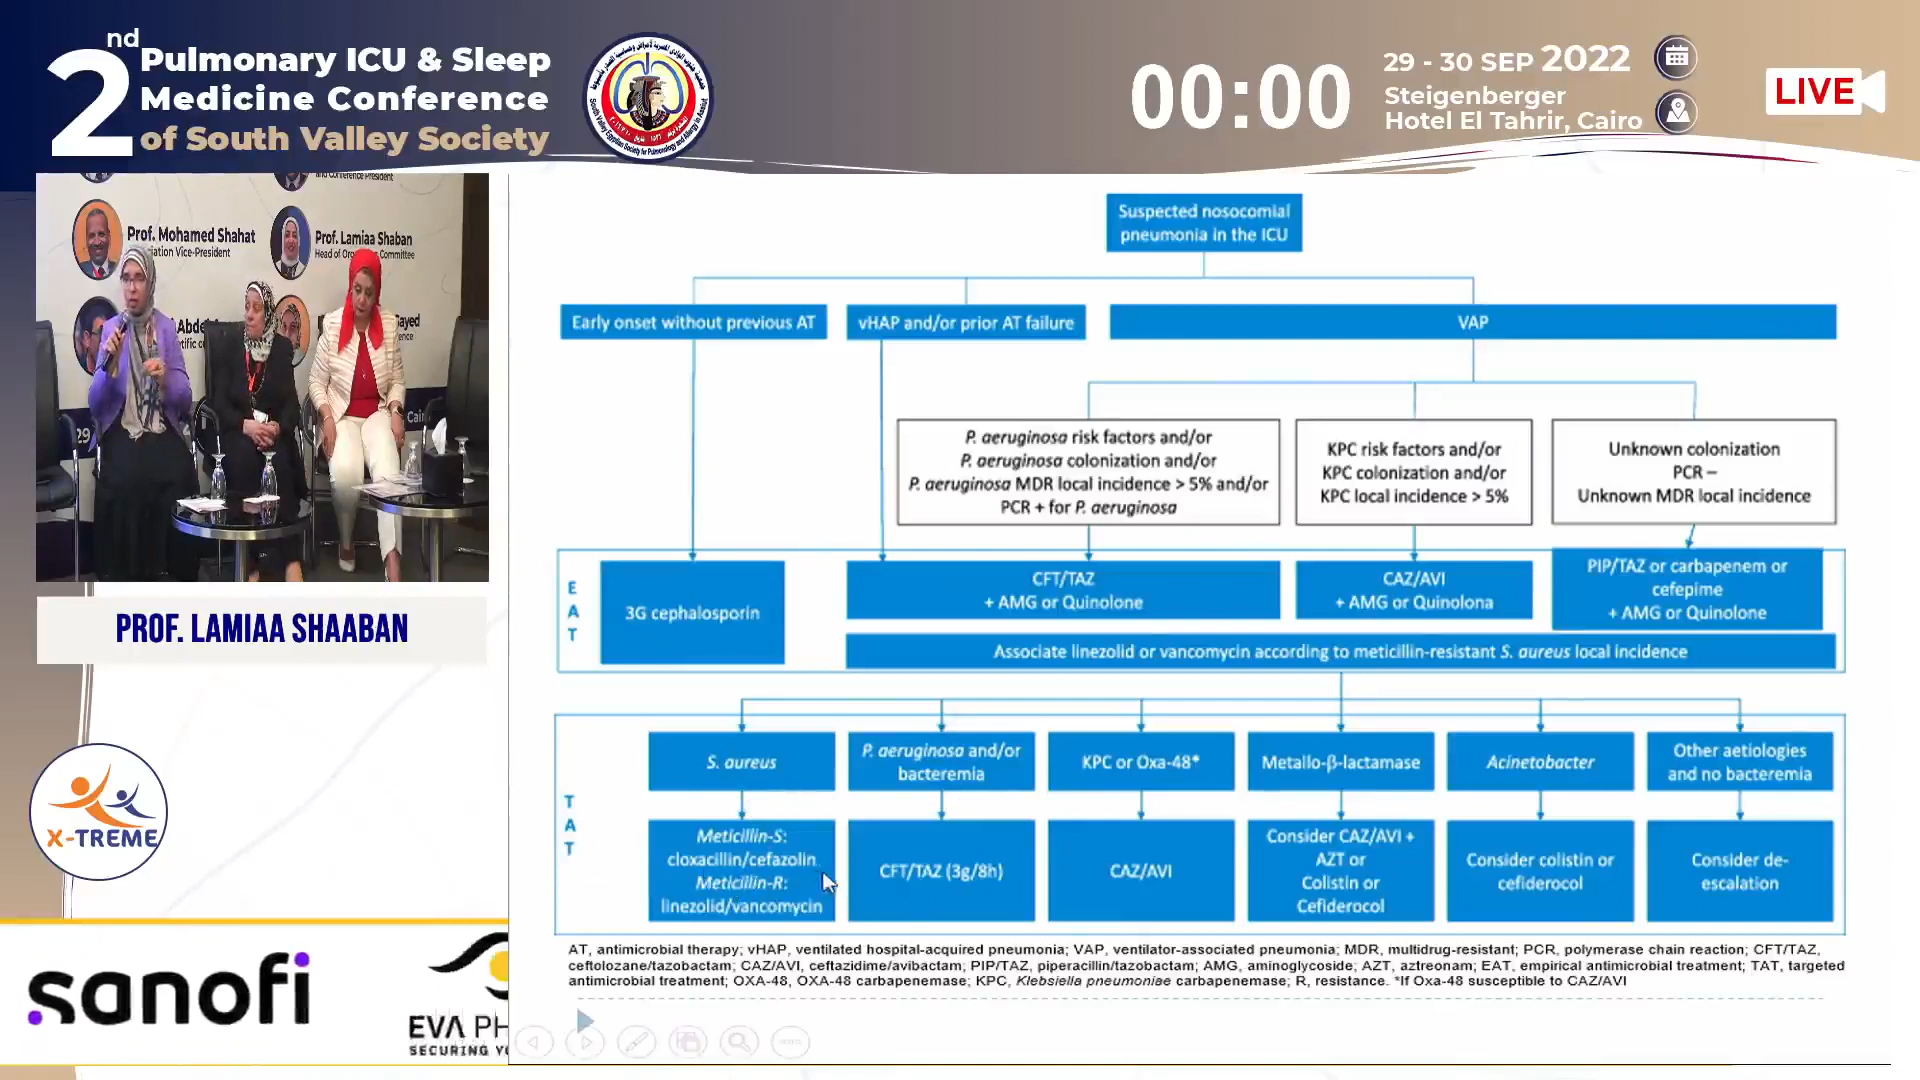 2nd
Pulmonary ICU & Sleep
Medicine Conference
of South Valley Society
00:00
29 - 30 SEP 2022
Steigenberger
Hotel El Tahrir, Cairo
LIVE
and Conference President
Prof. Mohamed Shahat
Vice-President
Prof. Lamiaa Shaban
Head of
Committee
29
PROF. LAMIAA SHAABAN
X-TREME
sanofi
EVA
SECURING
Suspected nosocomial
pneumonia in the ICU
Early onset without previous AT
vHAP and/or prior AT failure
VAP
P. aeruginosa risk factors and/or
P. aeruginosa colonization and/or
P. aeruginosa MDR local incidence > 5% and/or
PCR + for P. aeruginosa
KPC risk factors and/or
KPC colonization and/or
KPC local incidence > 5%
Unknown colonization
PCR –
Unknown MDR local incidence
E
A
T
3G cephalosporin
CFT/TAZ
+ AMG or Quinolone
CAZ/AVI
+ AMG or Quinolona
PIP/TAZ or carbapenem or
cefepime
+ AMG or Quinolone
Associate linezolid or vancomycin according to meticillin-resistant S. aureus local incidence
T
A
T
S. aureus
P. aeruginosa and/or
bacteremia
KPC or Oxa-48*
Metallo-β-lactamase
Acinetobacter
Other aetiologies
and no bacteremia
Meticillin-S:
cloxacillin/cefazolin
Meticillin-R:
linezolid/vancomycin
CFT/TAZ (3g/8h)
CAZ/AVI
Consider CAZ/AVI +
AZT or
Colistin or
Cefiderocol
Consider colistin or
cefiderocol
Consider de-
escalation
AT, antimicrobial therapy; vHAP, ventilated hospital-acquired pneumonia; VAP, ventilator-associated pneumonia; MDR, multidrug-resistant; PCR, polymerase chain reaction; CFT/TAZ,
ceftolozane/tazobactam; CAZ/AVI, ceftazidime/avibactam; PIP/TAZ, piperacillin/tazobactam; AMG, aminoglycoside; AZT, aztreonam; EAT, empirical antimicrobial treatment; TAT, targeted
antimicrobial treatment; OXA-48, OXA-48 carbapenemase; KPC, Klebsiella pneumoniae carbapenemase; R, resistance. *If Oxa-48 susceptible to CAZ/AVI